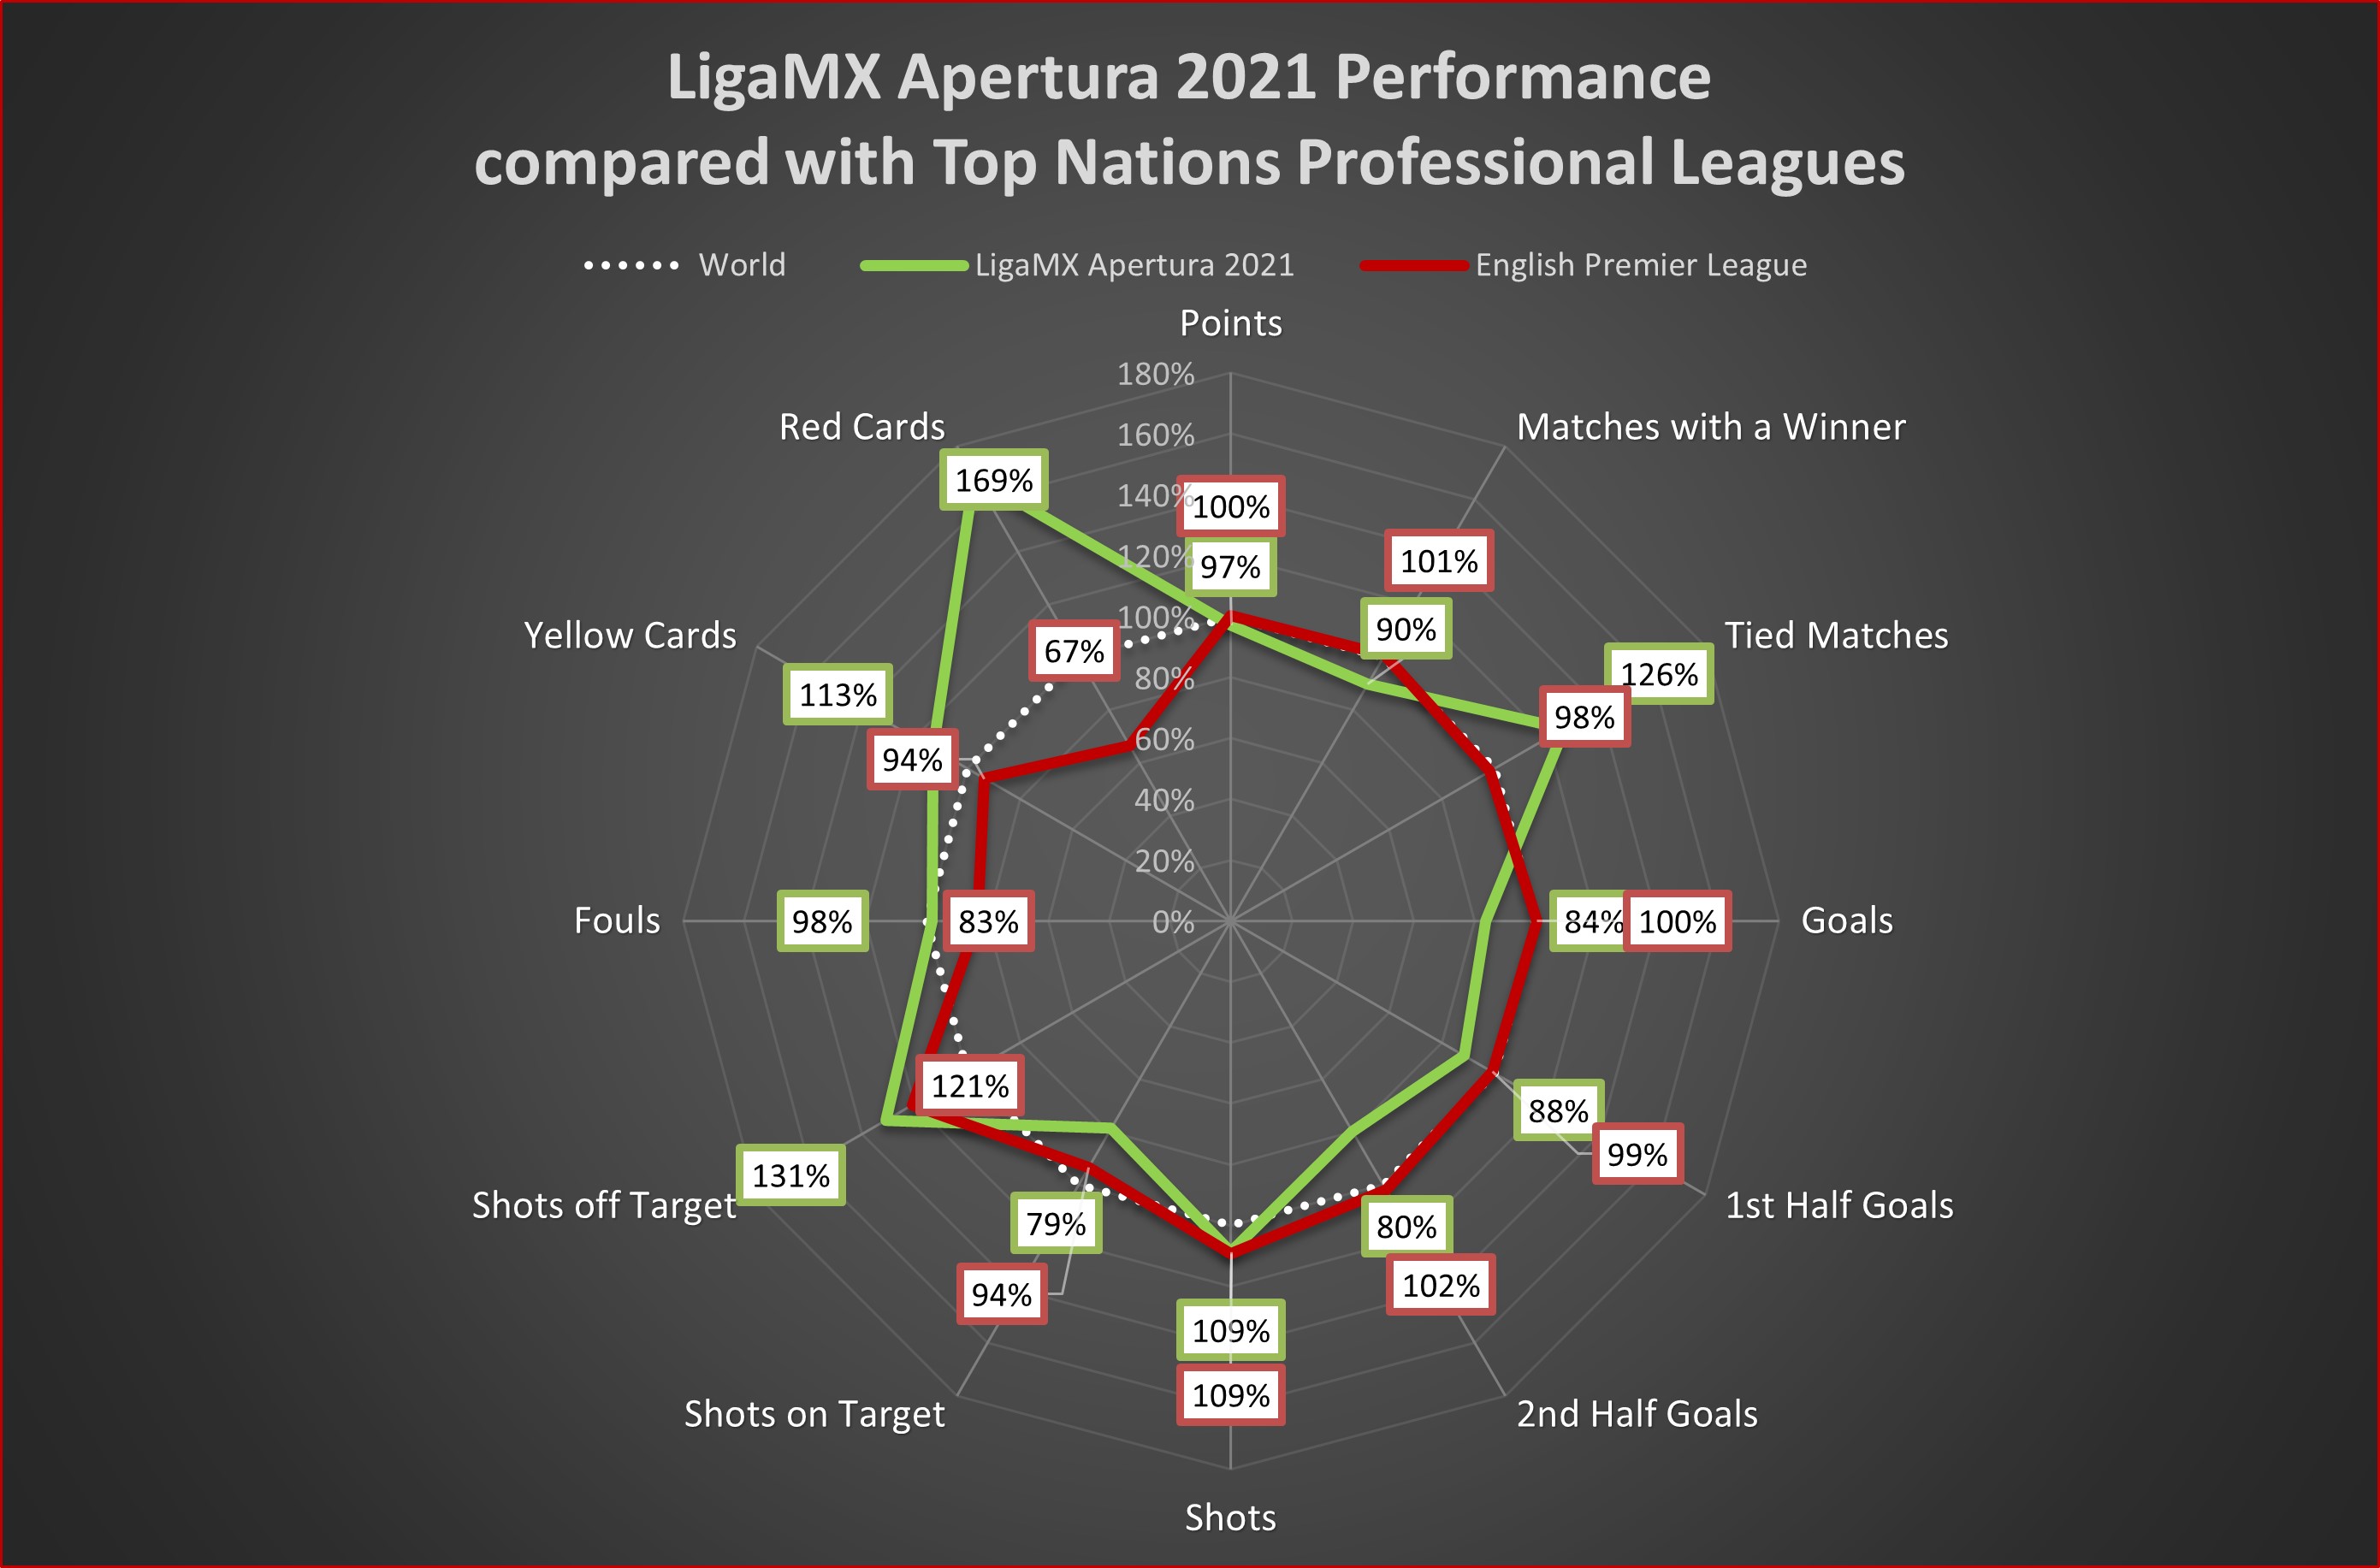 LigaMX Apertura 2021 Performance
compared with Top Nations Professional Leagues
World LigaMX Apertura 2021 English Premier League
Points
180%
Red Cards Matches with a Winner
160%
169%
140% 100%
120% 97% 101%
100% 90%
Yellow Cards Tied Matches
67%
80% 126%
113% 98%
60% 94%
40%
20%
Fouls 98% 83% 0% 84% 100% Goals
121% 88%
131% 99%
Shots off Target 1st Half Goals
79% 80%
94% 102%
109%
109%
Shots on Target 2nd Half Goals
Shots